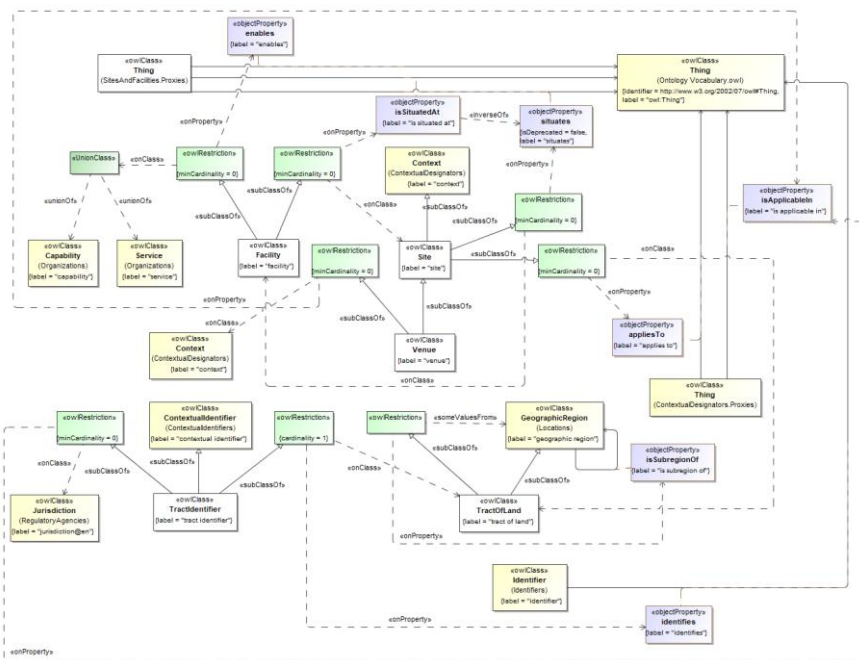 «objectProperty»
enables
[label = "enables"]
«owlClass»
Thing
(SitesAndFacilities.Proxies)
«owlClass»
Thing
(Ontology Vocabulary.owl)
[identifier = http://www.w3.org/2002/07/owl#Thing,
label = "owl:Thing"]
«objectProperty»
isSituatedAt
[label = "is situated at"]
«inverseOf»
«objectProperty»
situates
[isDeprecated = false,
label = "situates"]
«onProperty»
«onProperty»
«onProperty»
«UnionClass»
«onClass»
«owlRestriction»
[minCardinality = 0]
«owlRestriction»
[minCardinality = 0]
«owlClass»
Context
(ContextualDesignators)
[label = "context"]
«objectProperty»
isApplicableIn
[label = "is applicable in"]
«unionOf»
«unionOf»
«subClassOf»
«subClassOf»
«onClass»
«subClassOf»
«subClassOf»
«owlRestriction»
[minCardinality = 0]
«owlClass»
Capability
(Organizations)
[label = "capability"]
«owlClass»
Service
(Organizations)
[label = "service"]
«owlClass»
Facility
[label = "facility"]
«owlRestriction»
[minCardinality = 0]
«owlClass»
Site
[label = "site"]
«subClassOf»
«owlRestriction»
[minCardinality = 0]
«onClass»
«onProperty»
«onProperty»
«onClass»
«subClassOf»
«subClassOf»
«objectProperty»
appliesTo
[label = "applies to"]
«owlClass»
Context
(ContextualDesignators)
[label = "context"]
«owlClass»
Venue
[label = "venue"]
«onClass»
«owlClass»
Thing
(ContextualDesignators.Proxies)
«owlRestriction»
[minCardinality = 0]
«owlClass»
ContextualIdentifier
(ContextualIdentifiers)
[label = "contextual identifier"]
«owlRestriction»
{cardinality = 1}
«owlRestriction»
«someValuesFrom»
«owlClass»
GeographicRegion
(Locations)
[label = "geographic region"]
«objectProperty»
isSubregionOf
[label = "is subregion of"]
«onClass»
«subClassOf»
«subClassOf»
«subClassOf»
«onClass»
«subClassOf»
«subClassOf»
«owlClass»
Jurisdiction
(RegulatoryAgencies)
[label = "jurisdiction@en"]
«owlClass»
TractIdentifier
[label = "tract identifier"]
«owlClass»
TractOfLand
[label = "tract of land"]
«onProperty»
«owlClass»
Identifier
(Identifiers)
[label = "identifier"]
«objectProperty»
identifies
[label = "identifies"]
«onProperty»
«onProperty»